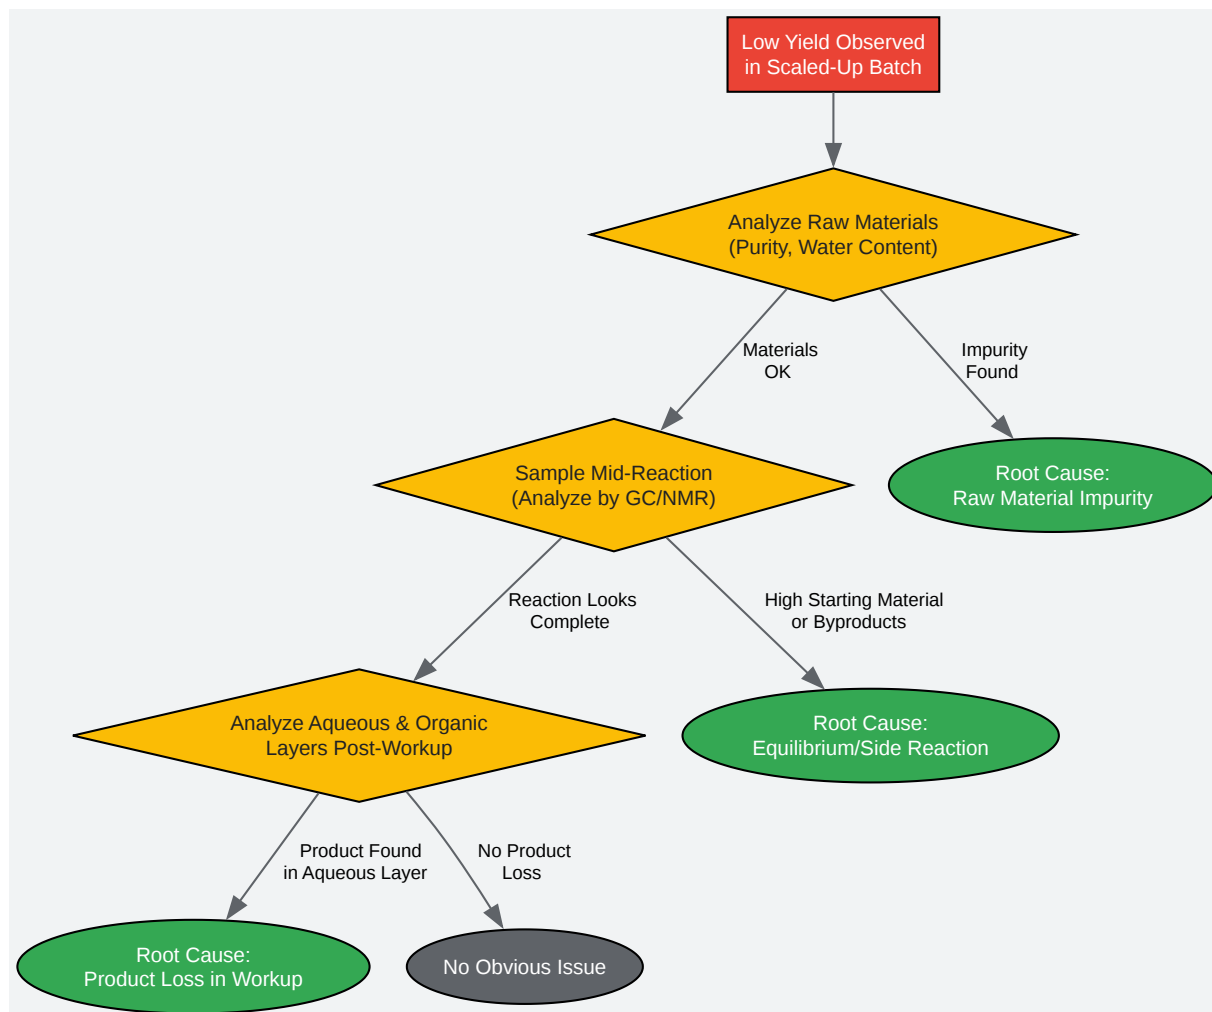 Low Yield Observed
in Scaled-Up Batch
Analyze Raw Materials
(Purity, Water Content)
Materials
OK
Impurity
Found
Sample Mid-Reaction
(Analyze by GC/NMR)
Root Cause:
Raw Material Impurity
Reaction Looks
Complete
High Starting Material
or Byproducts
Analyze Aqueous & Organic
Layers Post-Workup
Root Cause:
Equilibrium/Side Reaction
Product Found
in Aqueous Layer
No Product
Loss
Root Cause:
Product Loss in Workup
No Obvious Issue